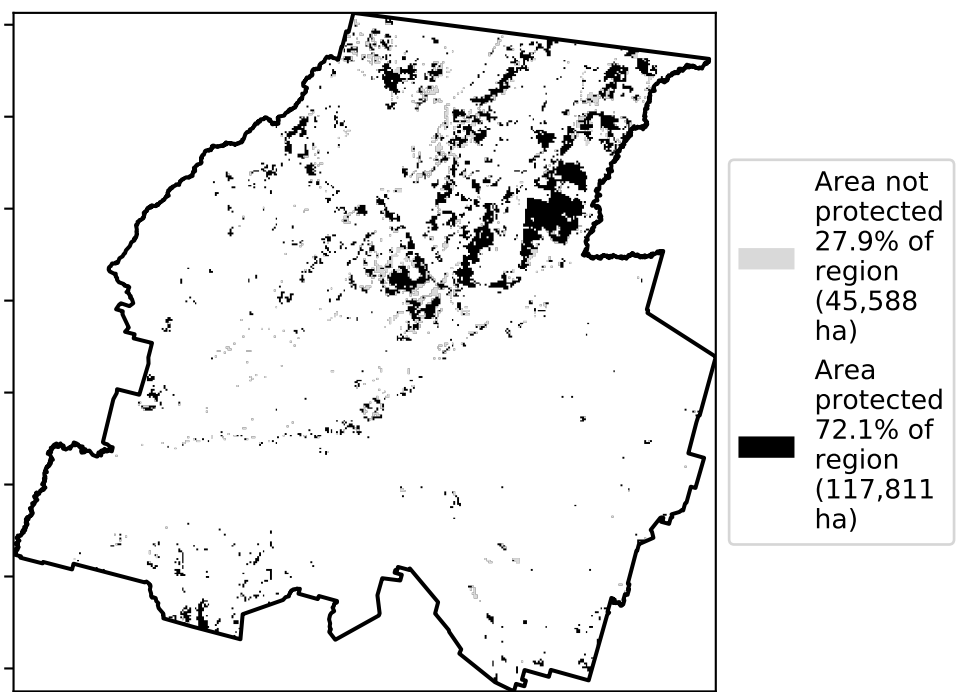 Area not
protected
27.9% of
region
(45,588
ha)
Area
protected
72.1% of
region
(117,811
ha)